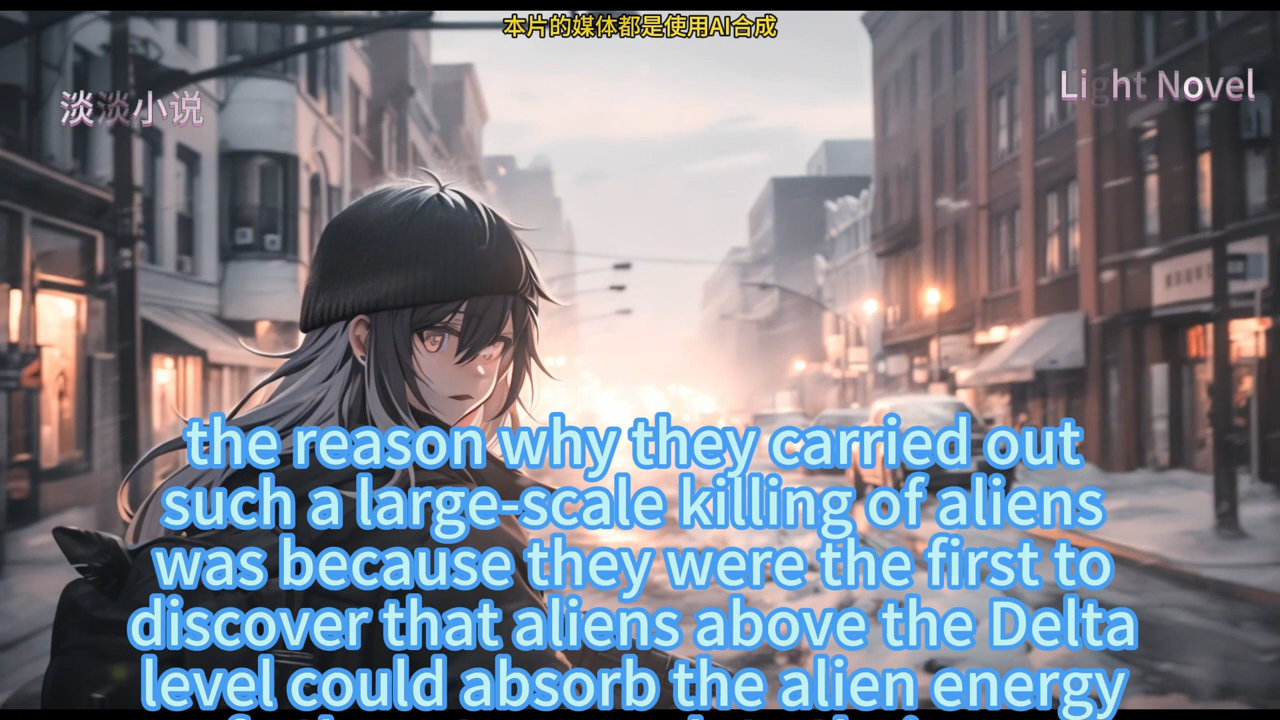 本片的媒体都是使用AI合成
淡淡小说
Light Novel
the reason why they carried out
such a large-scale killing of aliens
was because they were the first to
discover that aliens above the Delta
level could absorb the alien energy